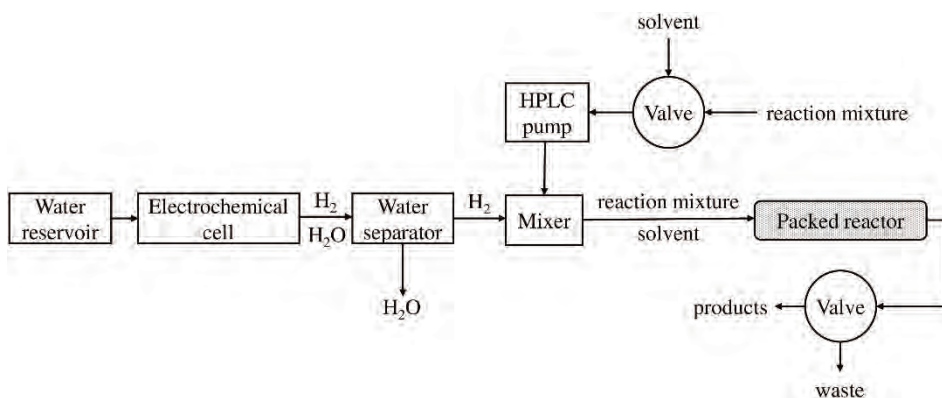 solvent
HPLC
pump
Valve
reaction mixture
Water
reservoir
Electrochemical
cell
H₂
H₂O
Water
separator
H₂
Mixer
reaction mixture
solvent
Packed reactor
H₂O
products
Valve
waste